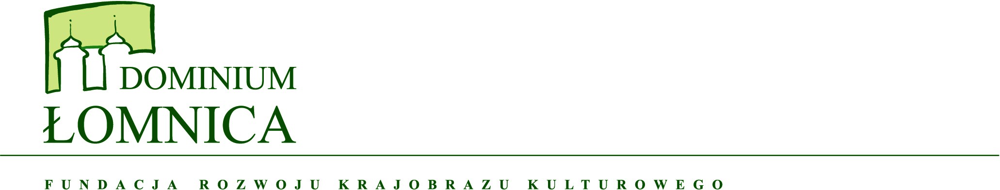 DOMINIUM
ŁOMNICA
FUNDACJA ROZWOJU KRAJOBRAZU KULTUROWEGO